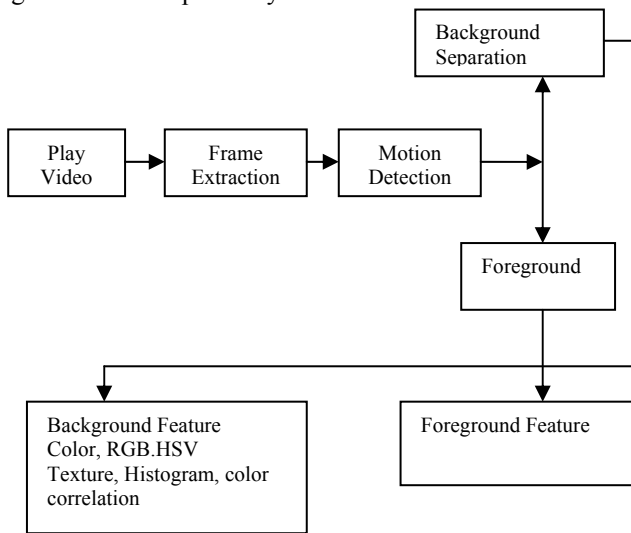 Background
Separation
Play
Video
Frame
Extraction
Motion
Detection
Foreground
Background Feature
Color, RGB.HSV
Texture, Histogram, color
correlation
Foreground Feature